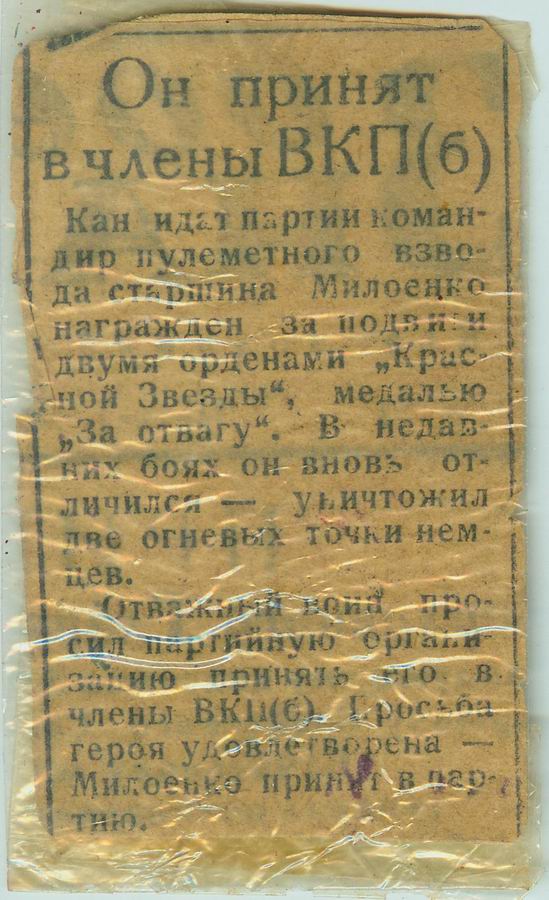 Он принят
в члены ВКП(б)
Кан идат партии коман-
дир пулеметного взво-
да старшина Милоенко
награжден за подвиги
двумя орденами „Крас-
ной Звезды“, медалью
„За отвагу“. В недав-
них боях он вновь от-
личился — уничтожил
две огневых точки нем-
цев.
Отважный воин про-
сил партийную органи-
зацию принять его в
члены ВКП(б). Просьба
героя удовлетворена —
Милоенко принят в пар-
тию.